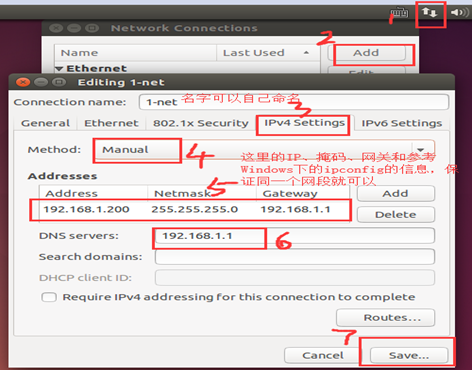 1
Network Connections
2
Name Last Used Add
Ethernet
Editing 1-net
Connection name: 1-net 名字可以自己命名
3
General Ethernet 802.1x Security IPv4 Settings IPv6 Settings
4
Method: Manual
这里的IP、掩码、网关和参考
Windows下的ipconfig的信息，保
证同一个网段就可以
Addresses
5
Address Netmask Gateway Add
192.168.1.200 255.255.255.0 192.168.1.1 Delete
DNS servers: 192.168.1.1
6
Search domains:
DHCP client ID:
Require IPv4 addressing for this connection to complete
Routes...
7
Cancel Save...